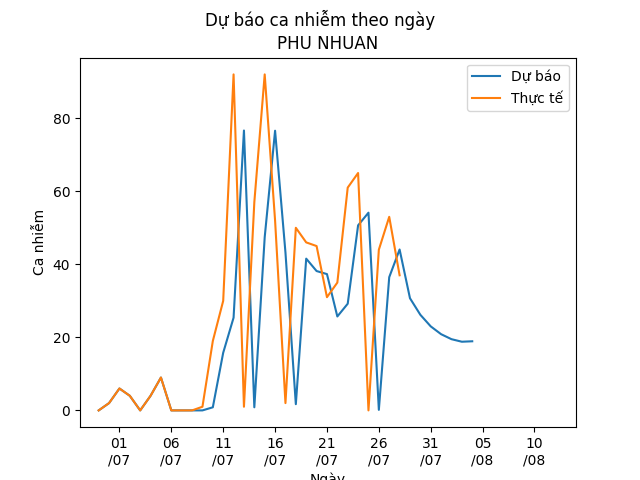 Dự báo ca nhiễm theo ngày
PHU NHUAN
Dự báo
Thực tế
Ca nhiễm
80
60
40
20
0
01 06 11 16 21 26 31 05 10
/07 /07 /07 /07 /07 /07 /07 /08 /08
Ngày